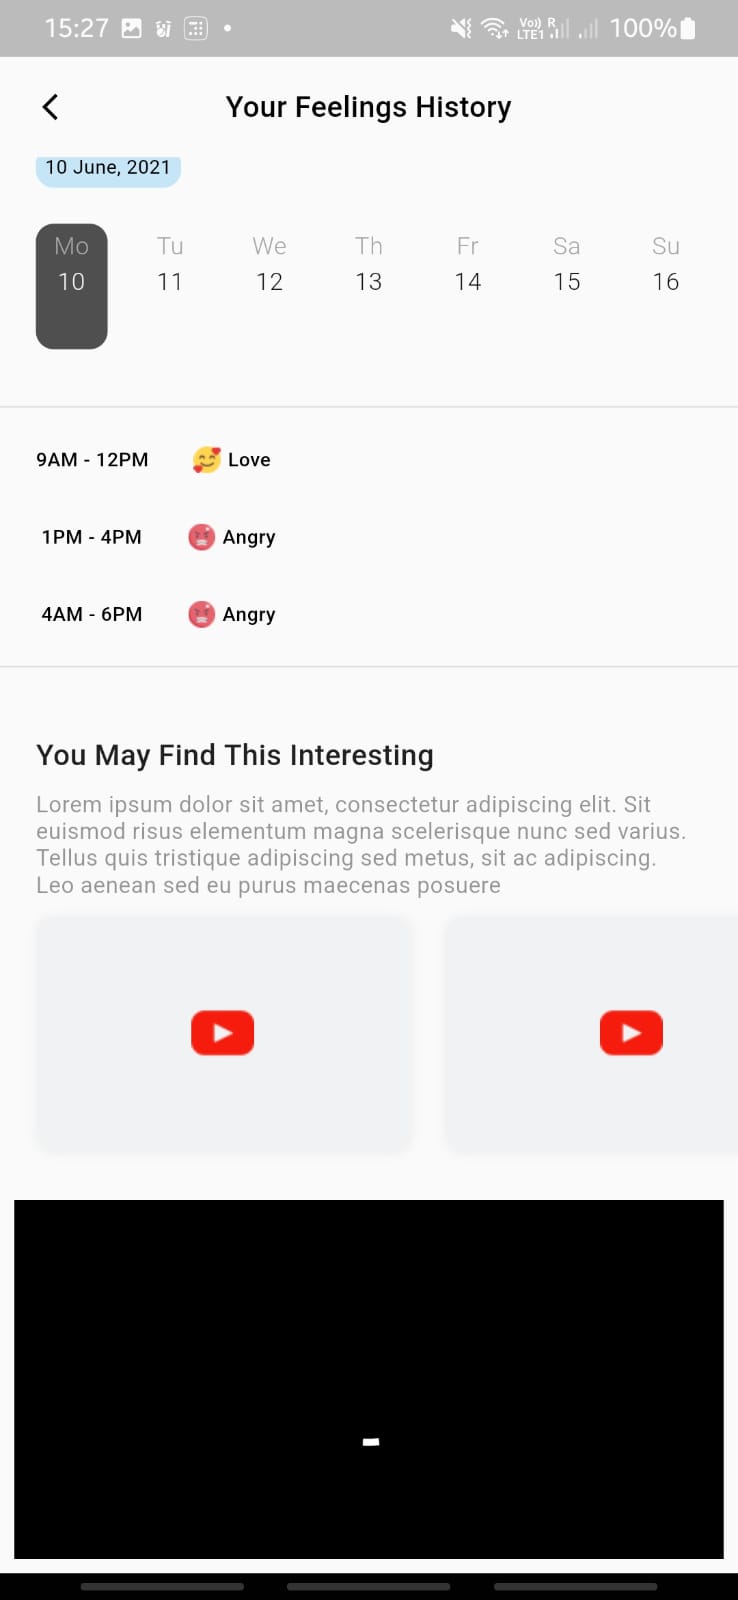 15:27
Vo)) R
LTE1
100%
Your Feelings History
10 June, 2021
Mo Tu We Th Fr Sa Su
10 11 12 13 14 15 16
9AM - 12PM Love
1PM - 4PM Angry
4AM - 6PM Angry
You May Find This Interesting
Lorem ipsum dolor sit amet, consectetur adipiscing elit. Sit
euismod risus elementum magna scelerisque nunc sed varius.
Tellus quis tristique adipiscing sed metus, sit ac adipiscing.
Leo aenean sed eu purus maecenas posuere